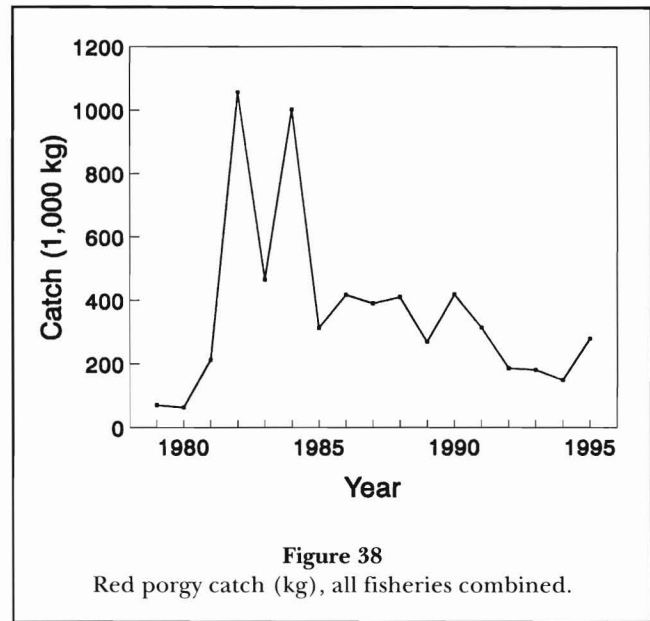 1200
1000
800
600
400
200
0
Catch (1,000 kg)
1980 1985 1990 1995
Year
Figure 38
Red porgy catch (kg), all fisheries combined.